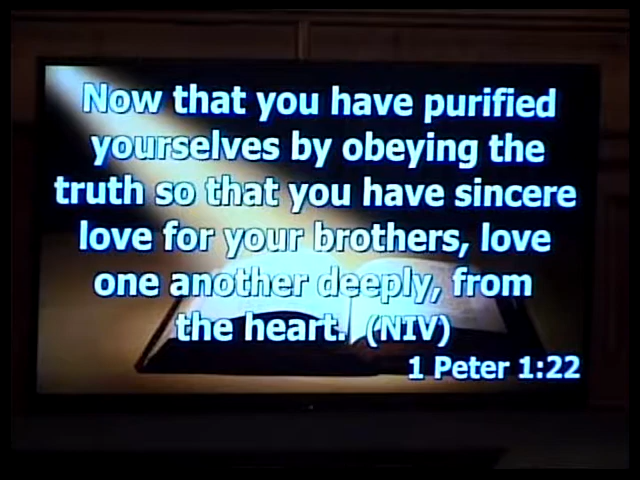 Now that you have purified
yourselves by obeying the
truth so that you have sincere
love for your brothers, love
one another deeply, from
the heart. (NIV)
1 Peter 1:22